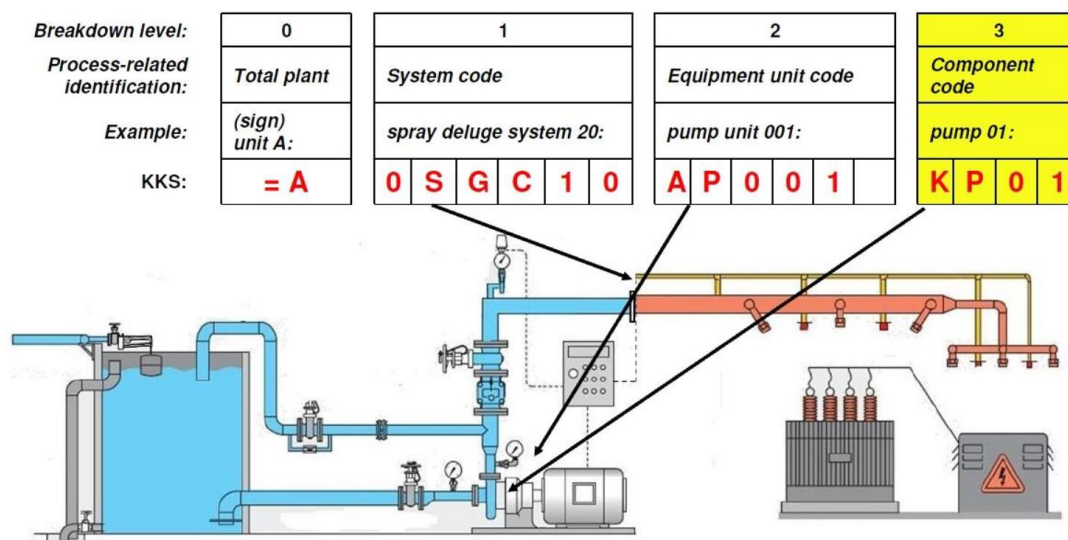 Breakdown level: 0 1 2 3
Process-related identification: Total plant System code Equipment unit code Component code
Example: (sign) unit A: spray deluge system 20: pump unit 001: pump 01:
KKS: = A 0 S G C 1 0 A P 0 0 1 K P 0 1